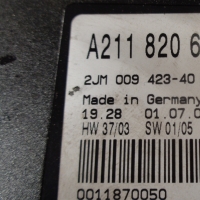 A211 820 6
2JM 009 423-40
Made in Germany
19.28 01.07.0
HW 37/03 SW 01/05
0011870050